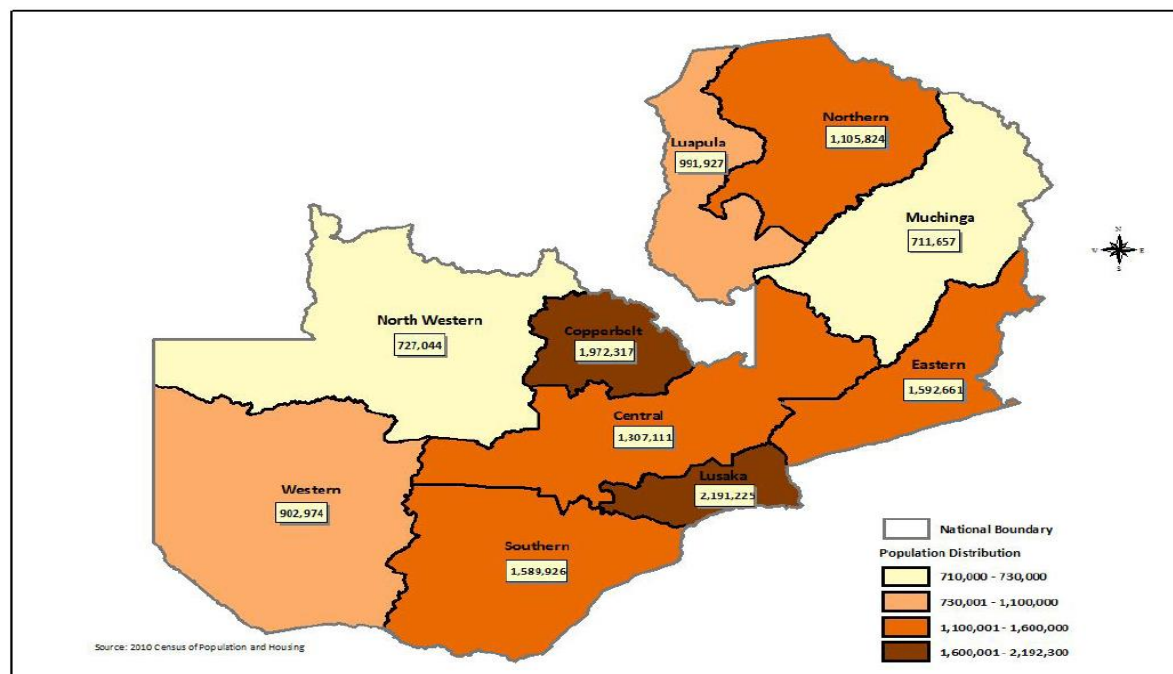 Northern
1,105,824
Luapula
991,927
Muchinga
711,657
N
V E
S
North Western
727,044
Copperbelt
1,972,317
Eastern
1,592,661
Central
1,307,111
Lusaka
2,191,225
Western
902,974
Southern
1,589,926
National Boundary
Population Distribution
710,000 - 730,000
730,001 - 1,100,000
1,100,001 - 1,600,000
1,600,001 - 2,192,300
Source: 2010 Census of Population and Housing